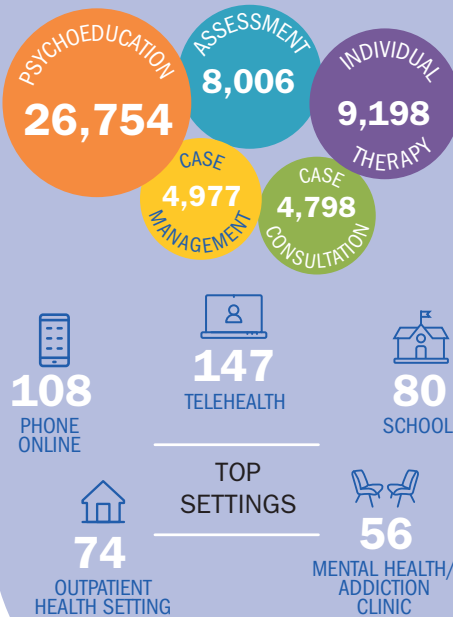 PSYCHOEDUCATION
26,754
ASSESSMENT
8,006
INDIVIDUAL
9,198
THERAPY
CASE
4,977
MANAGEMENT
CASE
4,798
CONSULTATION
108
PHONE
ONLINE
147
TELEHEALTH
80
SCHOOL
TOP
SETTINGS
74
OUTPATIENT
HEALTH SETTING
56
MENTAL HEALTH/
ADDICTION
CLINIC